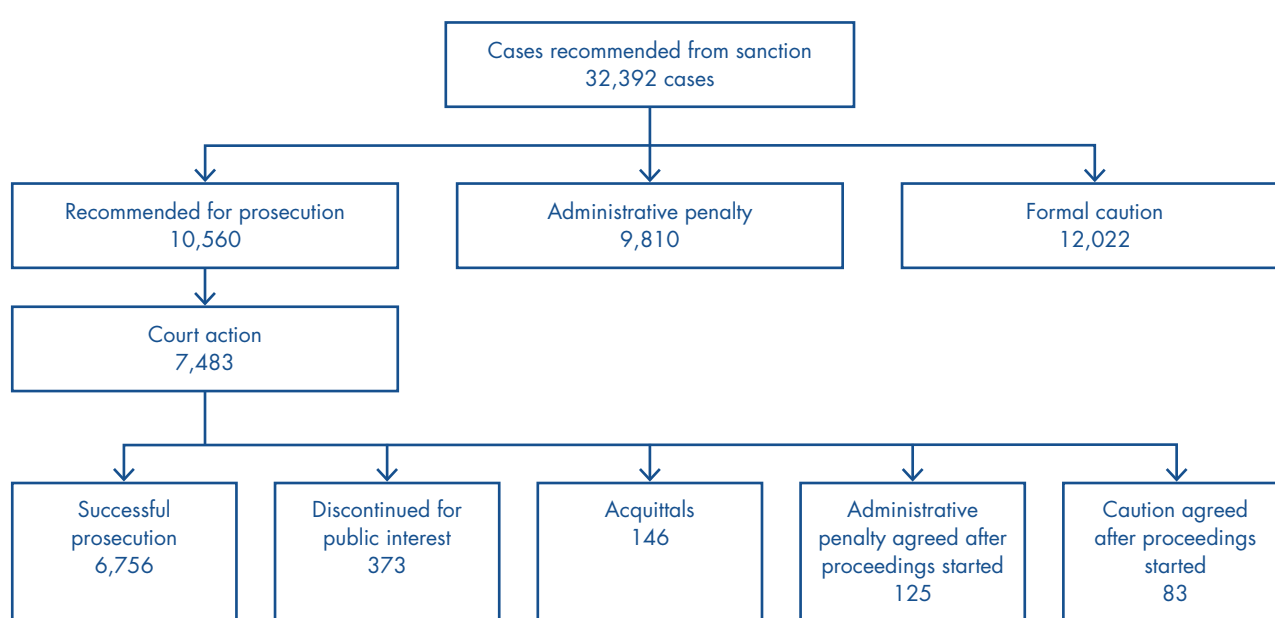 Cases recommended from sanction
32,392 cases
Recommended for prosecution
10,560
Administrative penalty
9,810
Formal caution
12,022
Court action
7,483
Successful
prosecution
6,756
Discontinued for
public interest
373
Acquittals
146
Administrative
penalty agreed after
proceedings started
125
Caution agreed
after proceedings
started
83